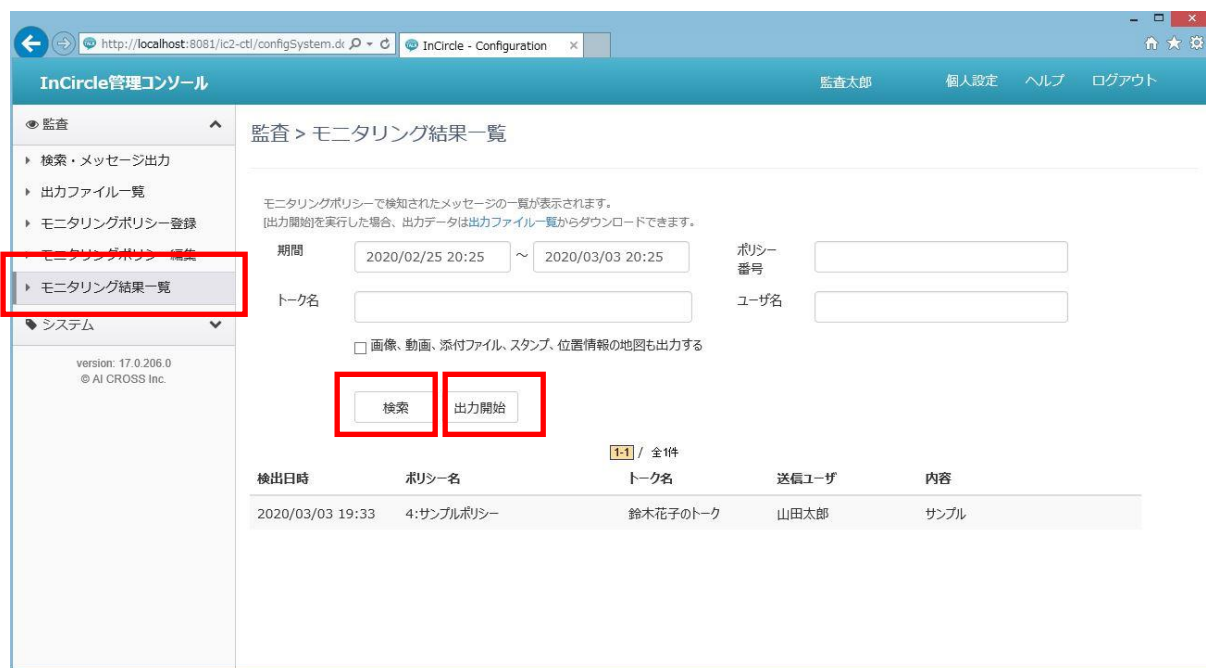 http://localhost:8081/ic2-ctl/configSystem.dc
InCircle - Configuration
InCircle管理コンソール
監査太郎 個人設定 ヘルプ ログアウト
監査
検索・メッセージ出力
出力ファイル一覧
モニタリングポリシー登録
モニタリングポリシー編集
モニタリング結果一覧
システム
version: 17.0.206.0
© AI CROSS Inc.
監査 > モニタリング結果一覧
モニタリングポリシーで検知されたメッセージの一覧が表示されます。
[出力開始]を実行した場合、出力データは出力ファイル一覧からダウンロードできます。
期間 2020/02/25 20:25 ～ 2020/03/03 20:25 ポリシー
番号
トーク名 ユーザ名
画像、動画、添付ファイル、スタンプ、位置情報の地図も出力する
検索 出力開始
1-1 / 全1件
検出日時 ポリシー名 トーク名 送信ユーザ 内容
2020/03/03 19:33 4:サンプルポリシー 鈴木花子のトーク 山田太郎 サンプル